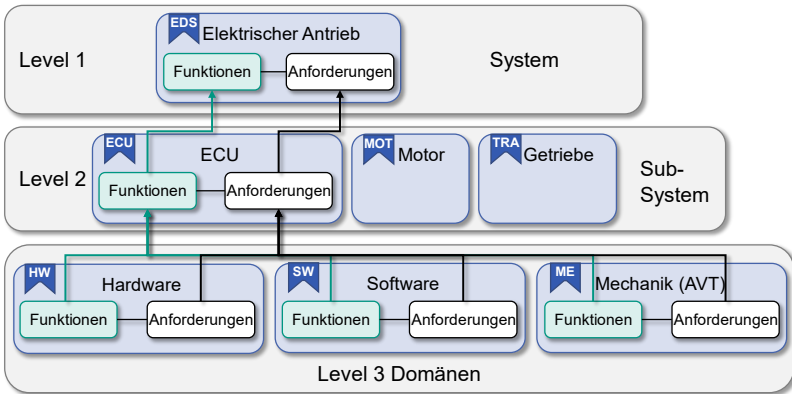 EDS
Elektrischer Antrieb
Level 1
System
Funktionen
Anforderungen
ECU
ECU
MOT
Motor
TRA
Getriebe
Level 2
Sub-
System
Funktionen
Anforderungen
HW
Hardware
SW
Software
ME
Mechanik (AVT)
Funktionen
Anforderungen
Funktionen
Anforderungen
Funktionen
Anforderungen
Level 3 Domänen